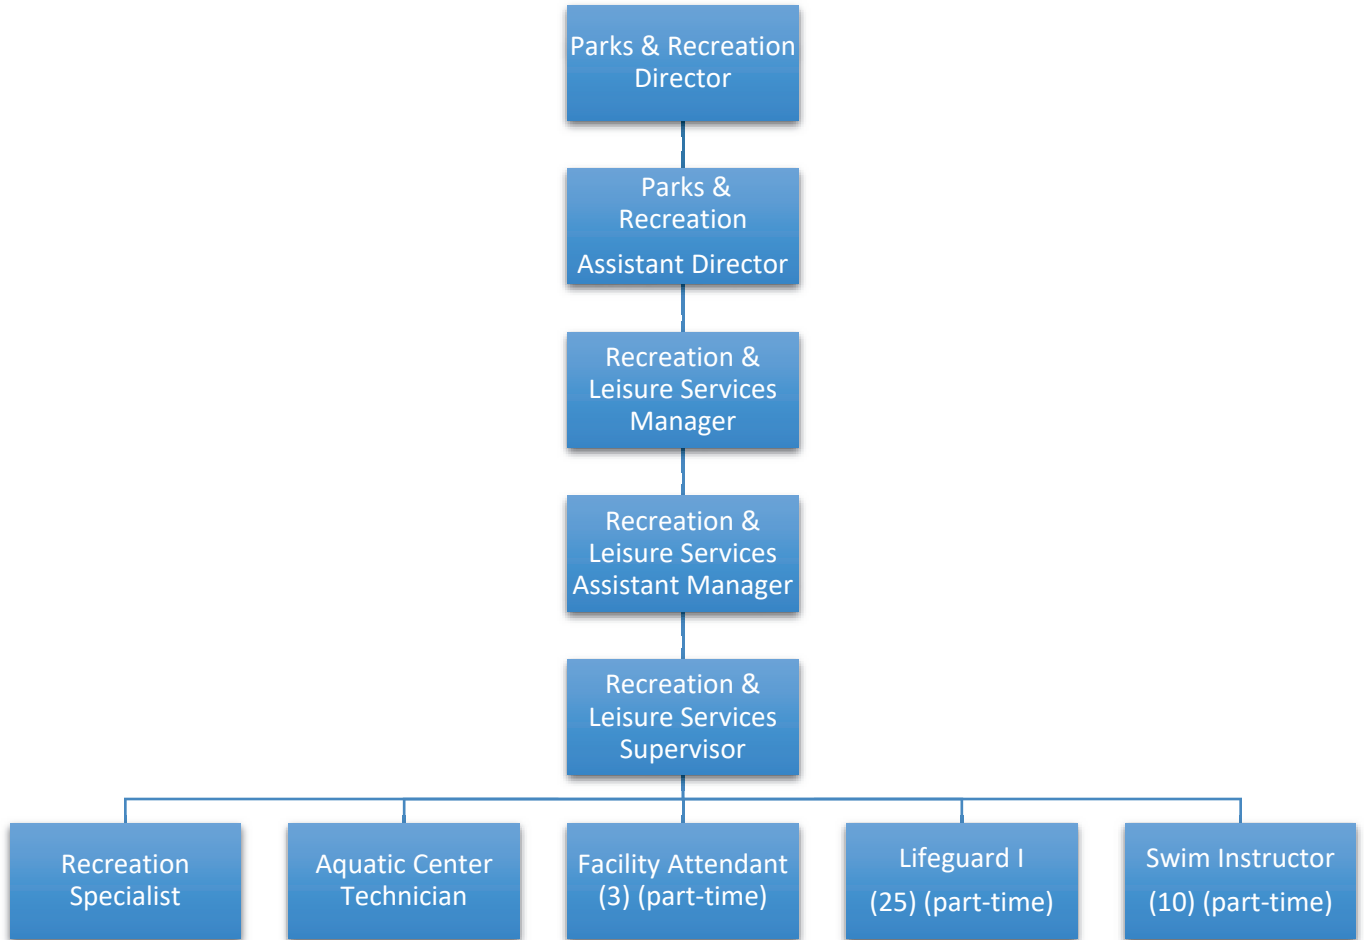 Parks & Recreation
Director
Parks &
Recreation
Assistant Director
Recreation &
Leisure Services
Manager
Recreation &
Leisure Services
Assistant Manager
Recreation &
Leisure Services
Supervisor
Recreation
Specialist
Aquatic Center
Technician
Facility Attendant
(3) (part-time)
Lifeguard I
(25) (part-time)
Swim Instructor
(10) (part-time)